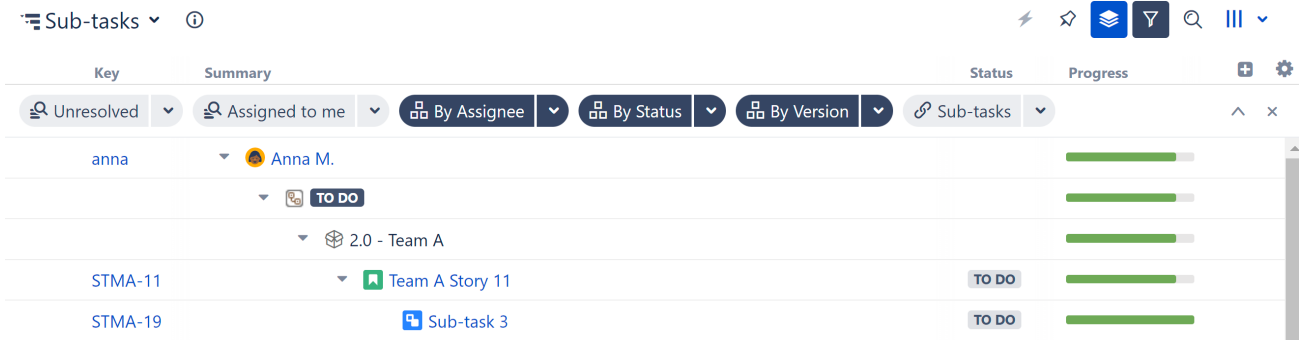 Sub-tasks
Key Summary Status Progress
Unresolved Assigned to me By Assignee By Status By Version Sub-tasks
anna Anna M.
TO DO
2.0 - Team A
STMA-11 Team A Story 11 TO DO
STMA-19 Sub-task 3 TO DO